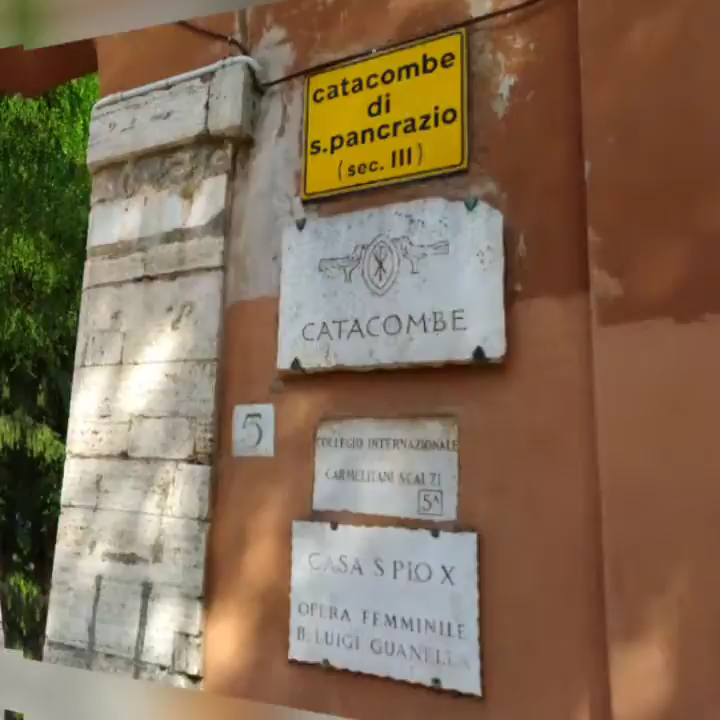 catacombe
di
s.pancrazio
(sec. III)
CATACOMBE
5
COLLEGIO INTERNAZIONALE
CARMELITANI SCALZI
5A
CASA S PIO X
OPERA FEMMINILE
B. LUIGI GUANELLA